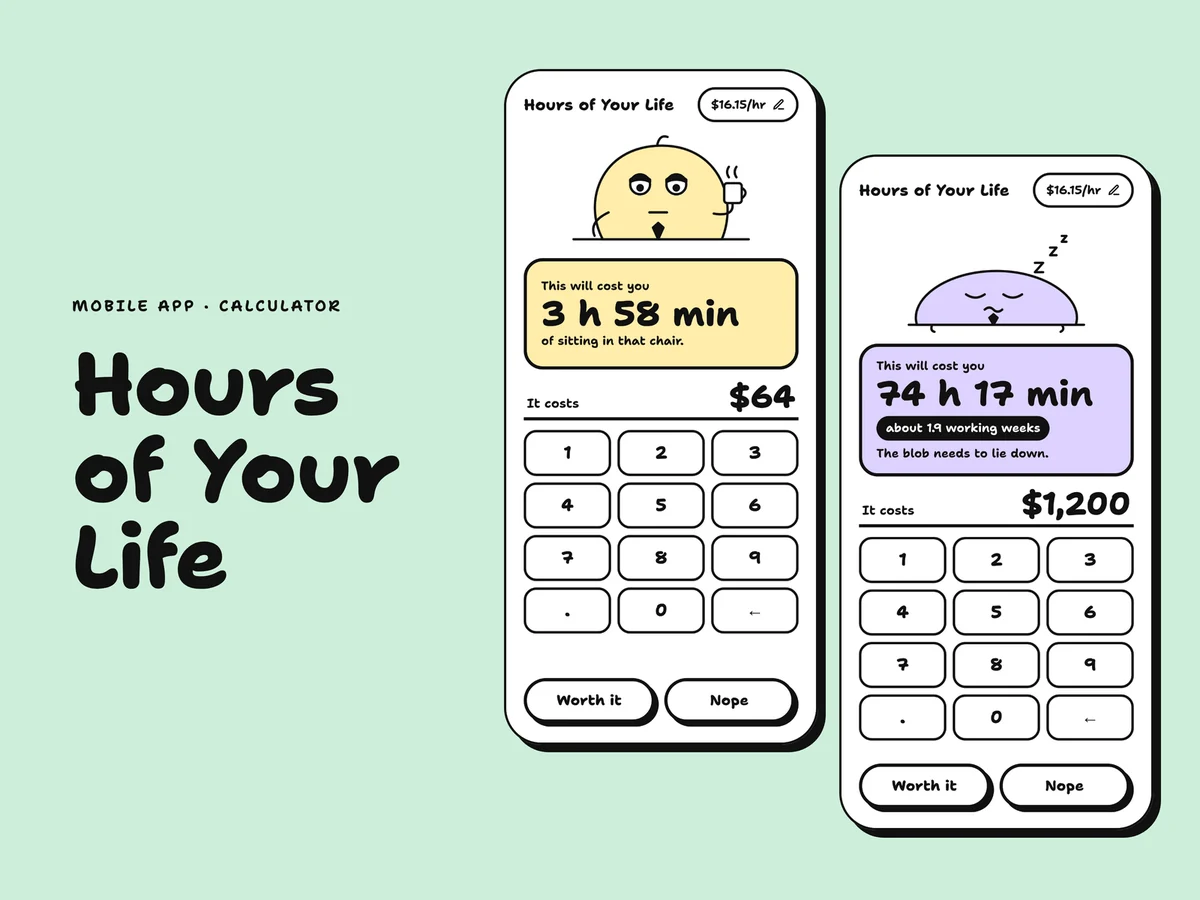 MOBILE APP · CALCULATOR
Hours
of Your
Life
Hours of Your Life
$16.15/hr
This will cost you
3 h 58 min
of sitting in that chair.
It costs
$64
1 2 3
4 5 6
7 8 9
. 0 ←
Worth it
Nope
Hours of Your Life
$16.15/hr
z
z
z
This will cost you
74 h 17 min
about 1.9 working weeks
The blob needs to lie down.
It costs
$1,200
1 2 3
4 5 6
7 8 9
. 0 ←
Worth it
Nope